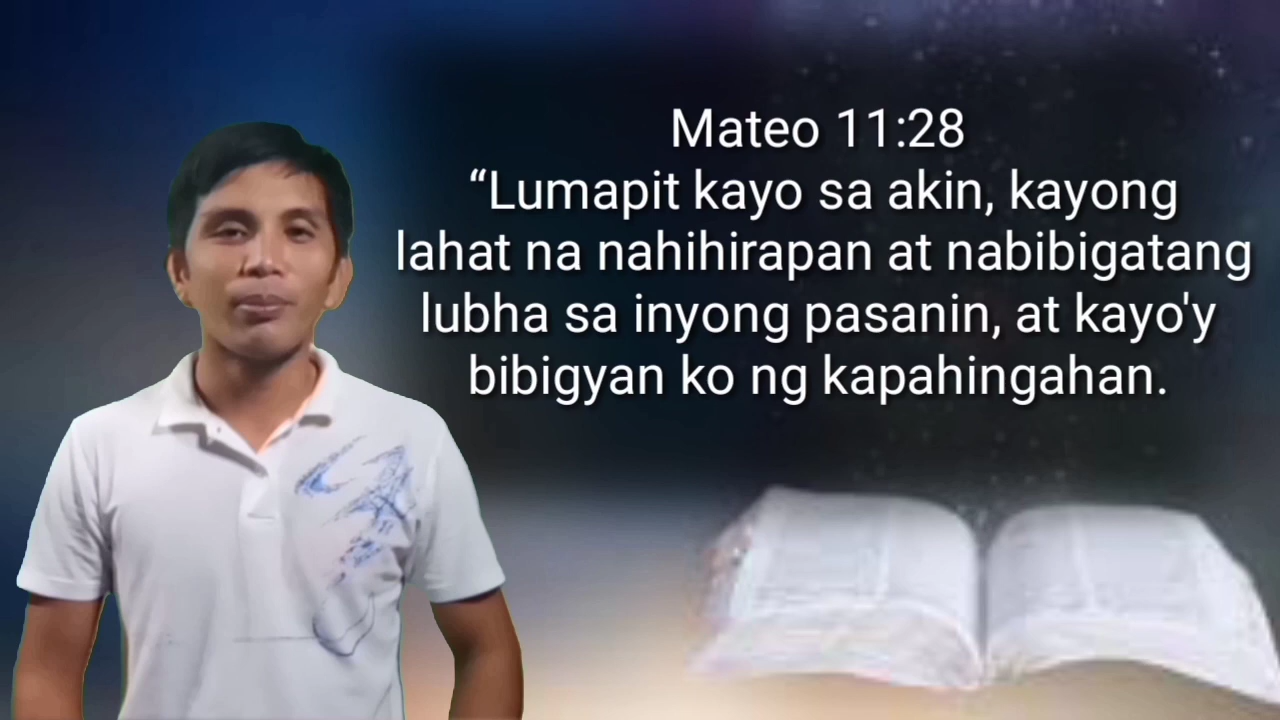 Mateo 11:28
“Lumapit kayo sa akin, kayong
lahat na nahihirapan at nabibigatang
lubha sa inyong pasanin, at kayo'y
bibigyan ko ng kapahingahan.